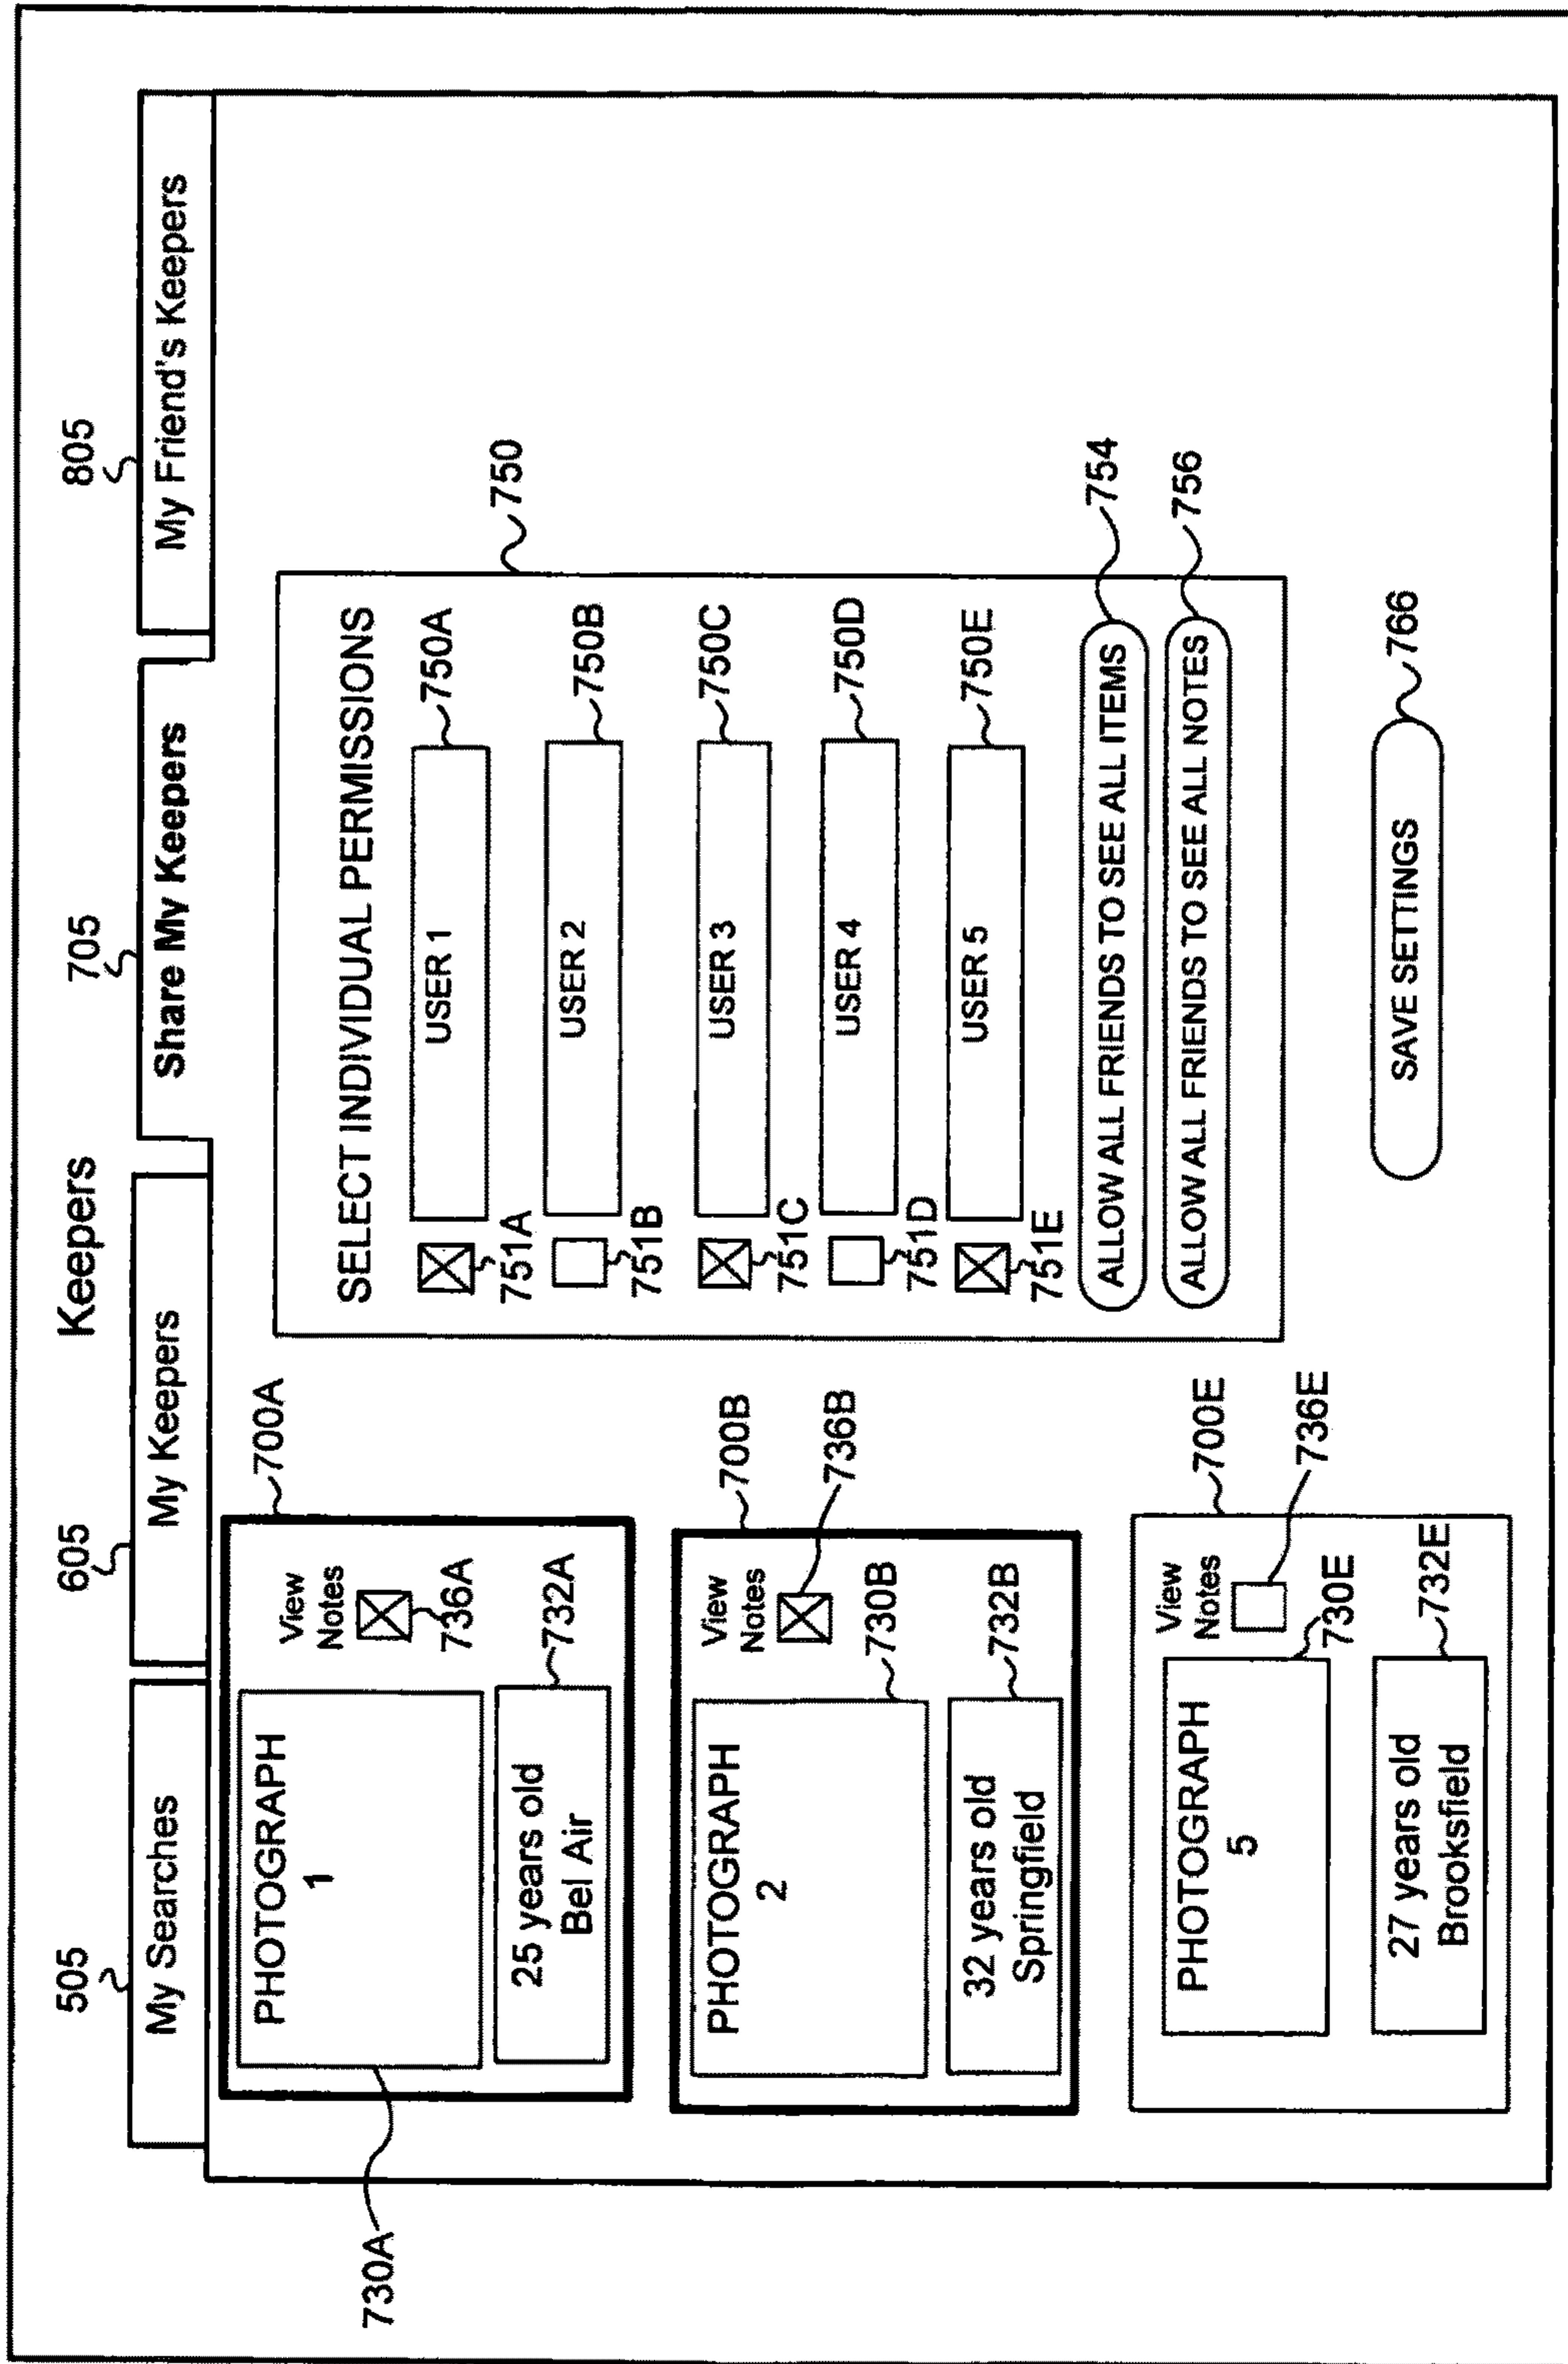 Keepers
505
605
705
805
My Searches
My Keepers
Share My Keepers
My Friend's Keepers
700A
PHOTOGRAPH
1
View
Notes
736A
730A
25 years old
Bel Air
732A
700B
PHOTOGRAPH
2
View
Notes
736B
730B
32 years old
Springfield
732B
700E
PHOTOGRAPH
5
View
Notes
736E
730E
27 years old
Brooksfield
732E
SELECT INDIVIDUAL PERMISSIONS
750
USER 1
750A
751A
USER 2
750B
751B
USER 3
750C
751C
USER 4
750D
751D
USER 5
750E
751E
ALLOW ALL FRIENDS TO SEE ALL ITEMS
754
ALLOW ALL FRIENDS TO SEE ALL NOTES
756
SAVE SETTINGS
766